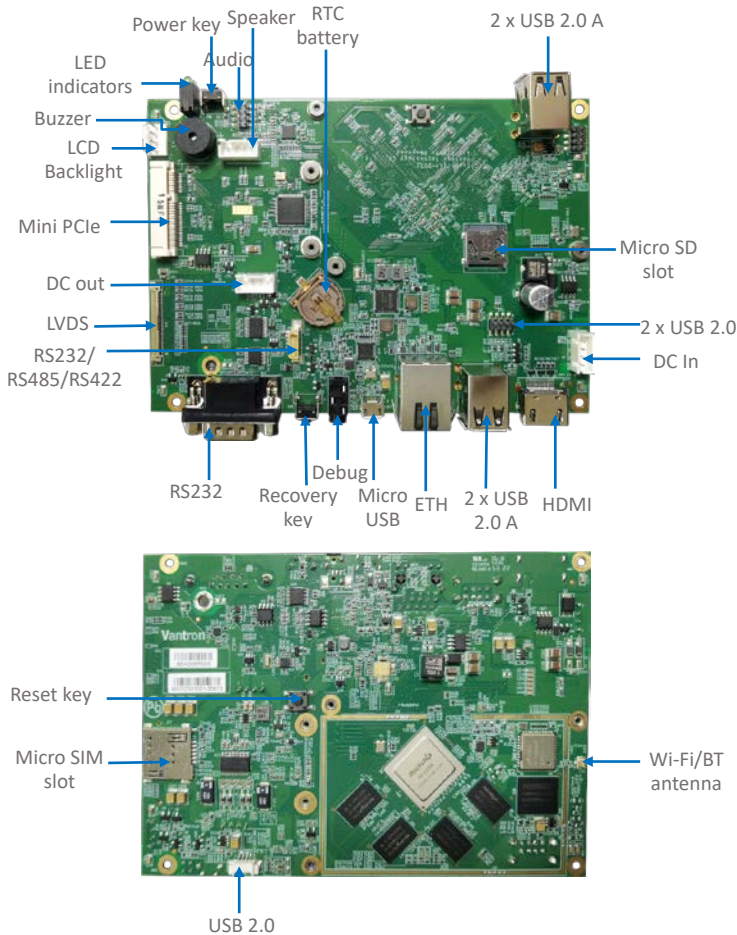 RTC
battery
Speaker
Power key
2 x USB 2.0 A
LED
indicators
Audio
Buzzer
LCD
Backlight
Mini PCIe
Micro SD
slot
DC out
LVDS
2 x USB 2.0
RS232/
RS485/RS422
DC In
RS232
Recovery
key
Debug
Micro
USB
ETH
2 x USB
2.0 A
HDMI
Vantron
Reset key
Micro SIM
slot
Wi-Fi/BT
antenna
USB 2.0